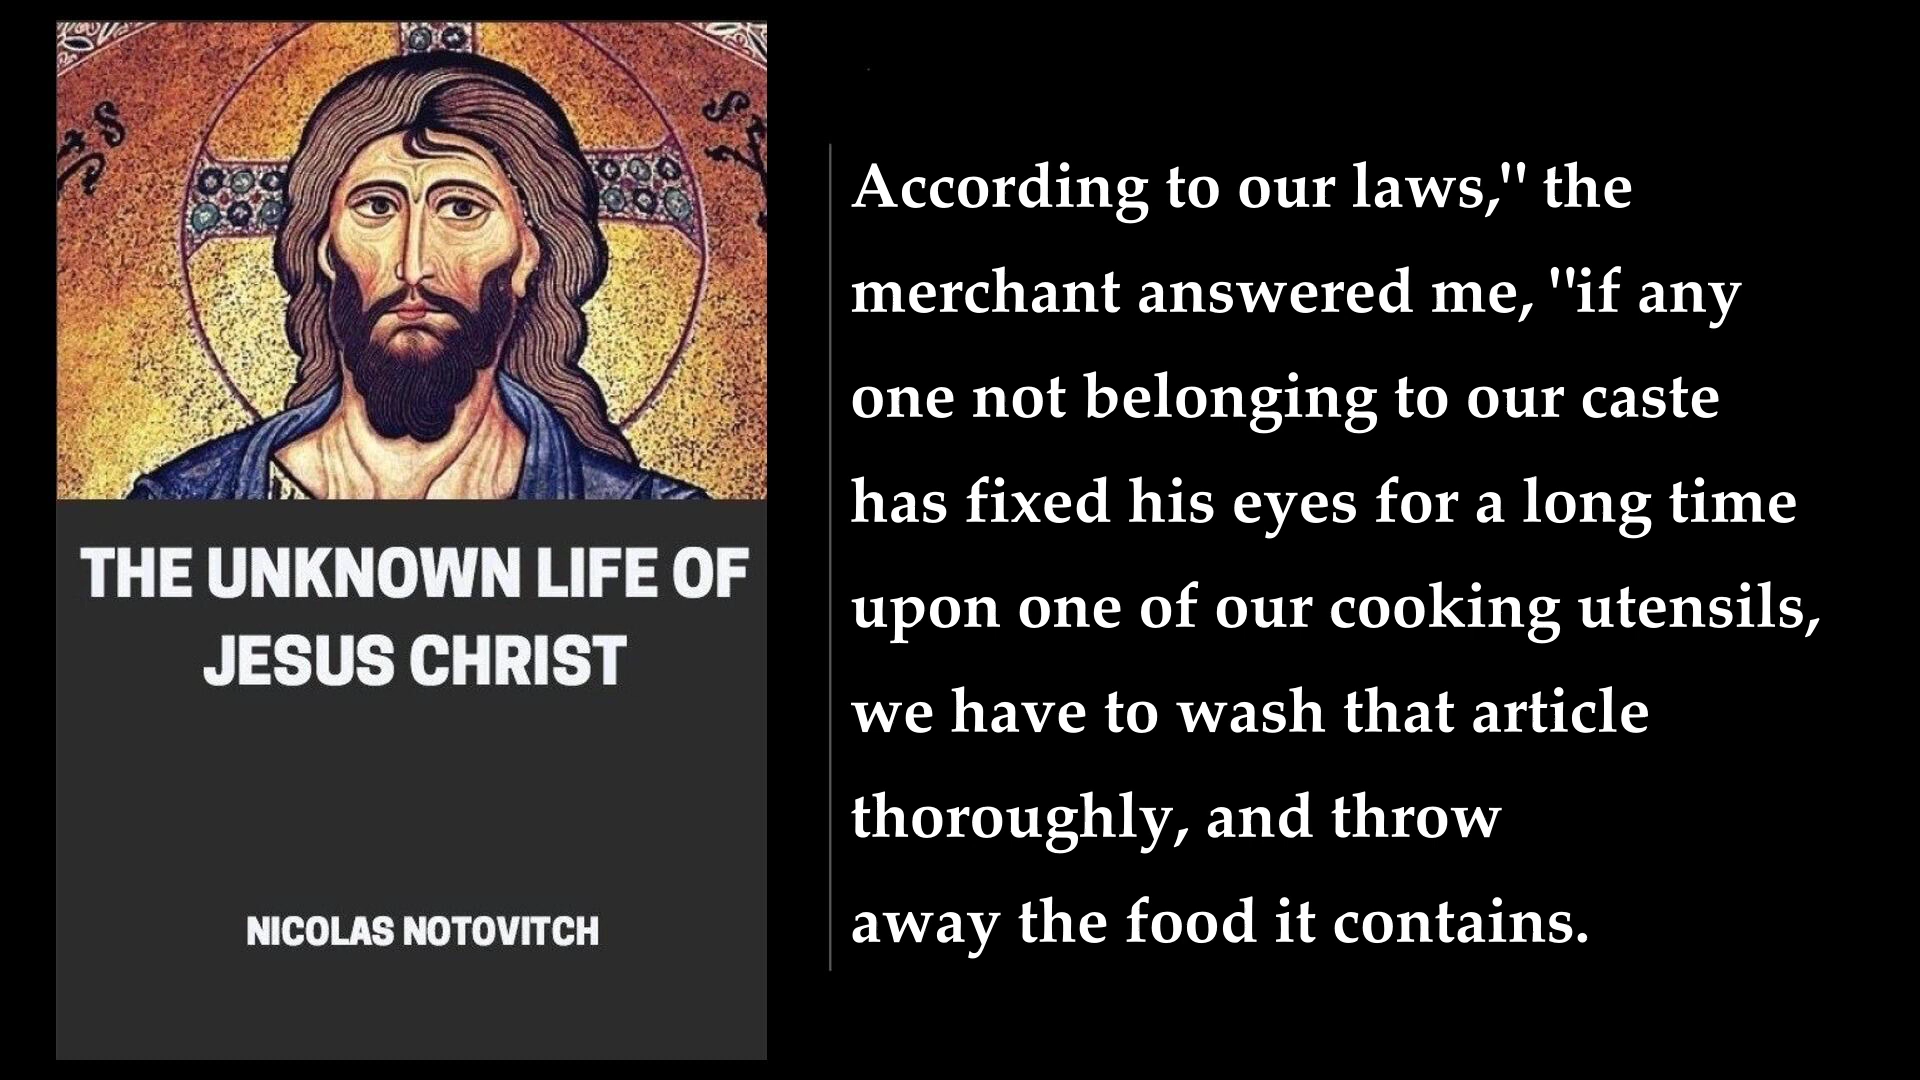 THE UNKNOWN LIFE OF
JESUS CHRIST
NICOLAS NOTOVITCH
According to our laws," the
merchant answered me, "if any
one not belonging to our caste
has fixed his eyes for a long time
upon one of our cooking utensils,
we have to wash that article
thoroughly, and throw
away the food it contains.